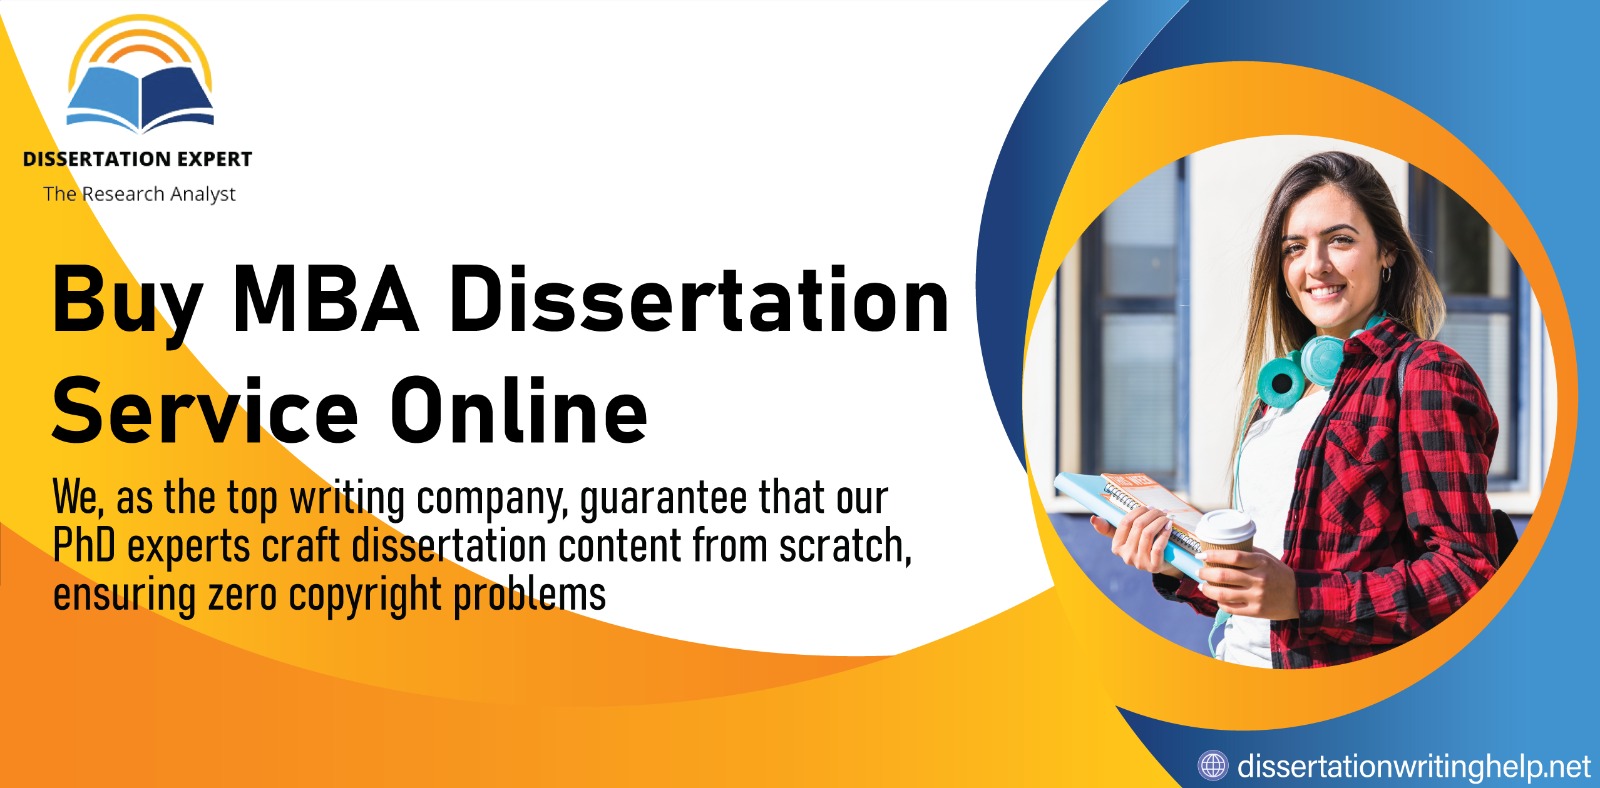 DISSERTATION EXPERT
The Research Analyst
Buy MBA Dissertation
Service Online
We, as the top writing company, guarantee that our
PhD experts craft dissertation content from scratch,
ensuring zero copyright problems
dissertationwritinghelp.net